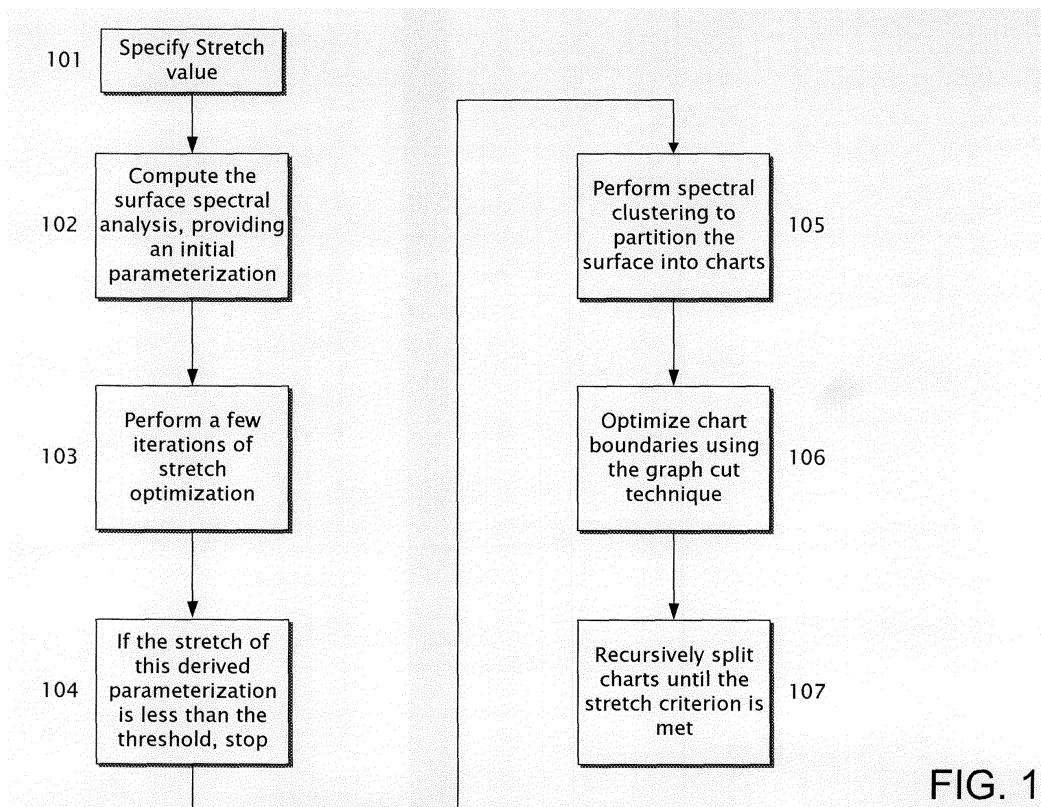 101
Specify Stretch
value
102
Compute the
surface spectral
analysis, providing
an initial
parameterization
103
Perform a few
iterations of
stretch
optimization
104
If the stretch of
this derived
parameterization
is less than the
threshold, stop
Perform spectral
clustering to
partition the
surface into charts
105
Optimize chart
boundaries using
the graph cut
technique
106
Recursively split
charts until the
stretch criterion is
met
107
FIG. 1